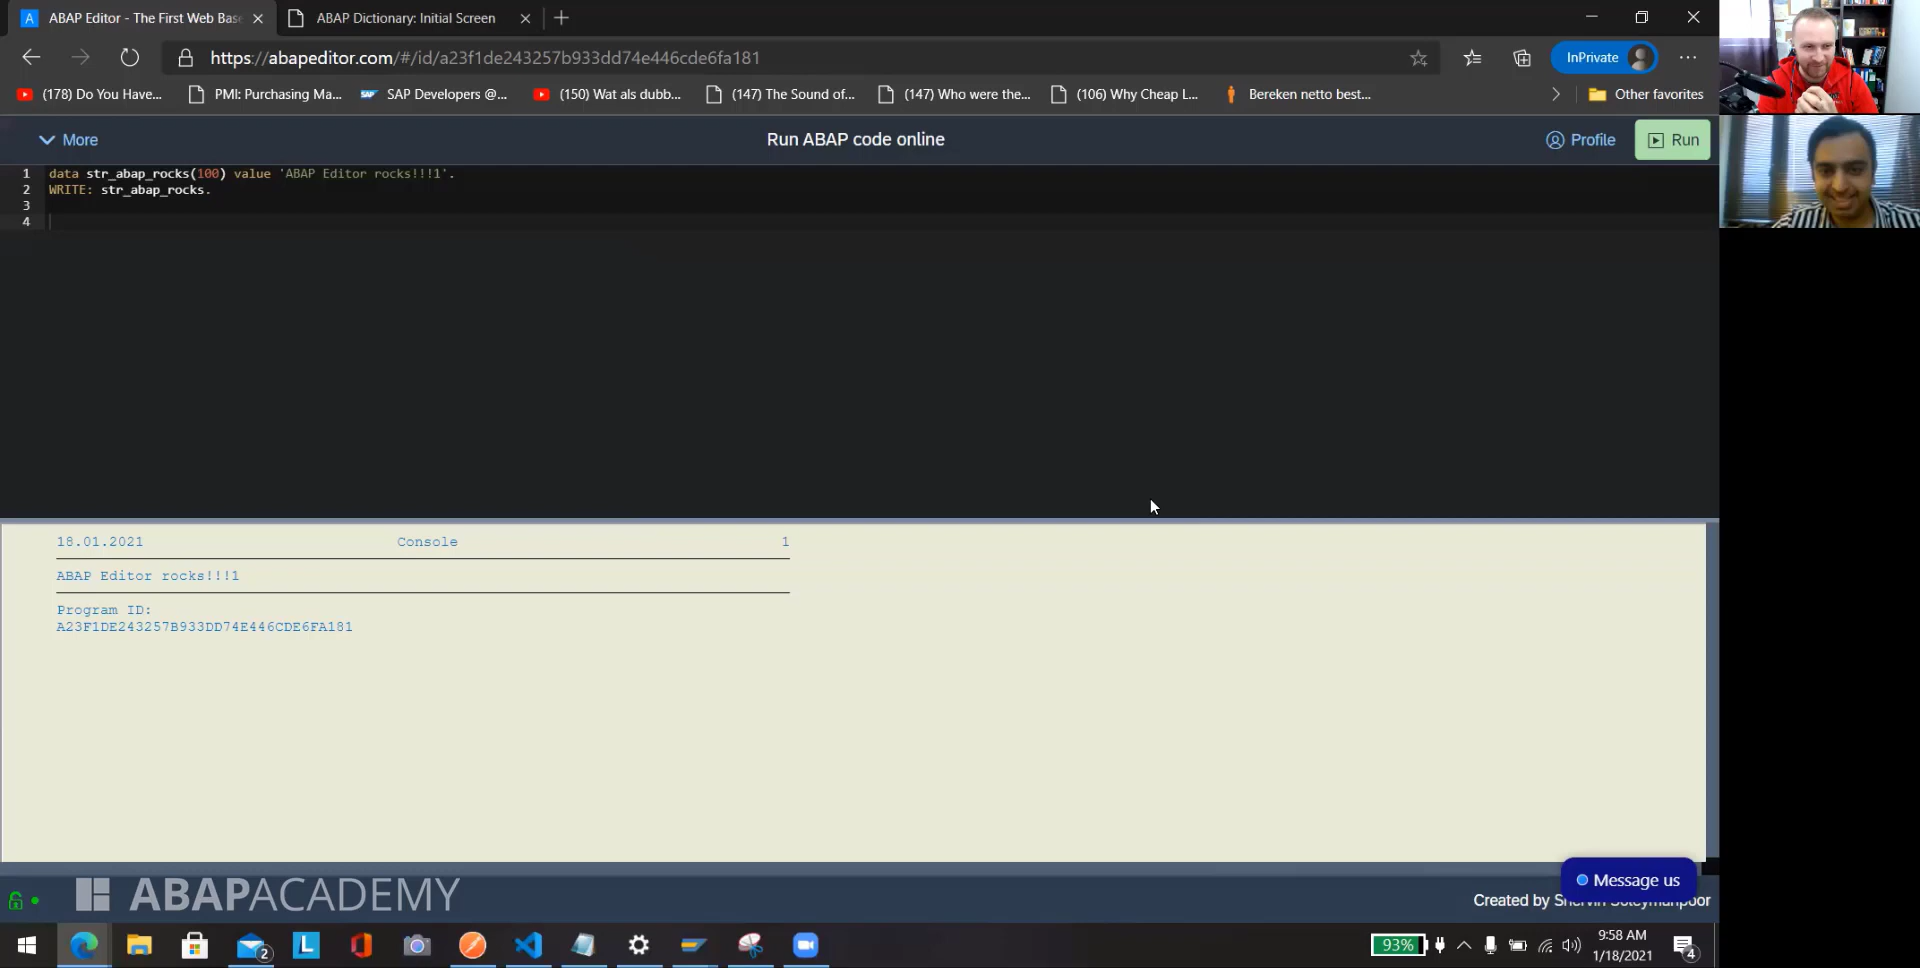 ABAP Editor - The First Web Base
ABAP Dictionary: Initial Screen
https://abapeditor.com/#/id/a23f1de243257b933dd74e446cde6fa181
InPrivate
(178) Do You Have...
PMI: Purchasing Ma...
SAP Developers @...
(150) Wat als dubb...
(147) The Sound of...
(147) Who were the...
(106) Why Cheap L...
Bereken netto best...
Other favorites
More
Run ABAP code online
Profile
Run
1 data str_abap_rocks(100) value 'ABAP Editor rocks!!!1'.
2 WRITE: str_abap_rocks.
3
4
18.01.2021 Console 1
ABAP Editor rocks!!!1
Program ID:
A23F1DE243257B933DD74E446CDE6FA181
Message us
ABAPACADEMY
Created by
2
L
93%
9:58 AM
1/18/2021
4